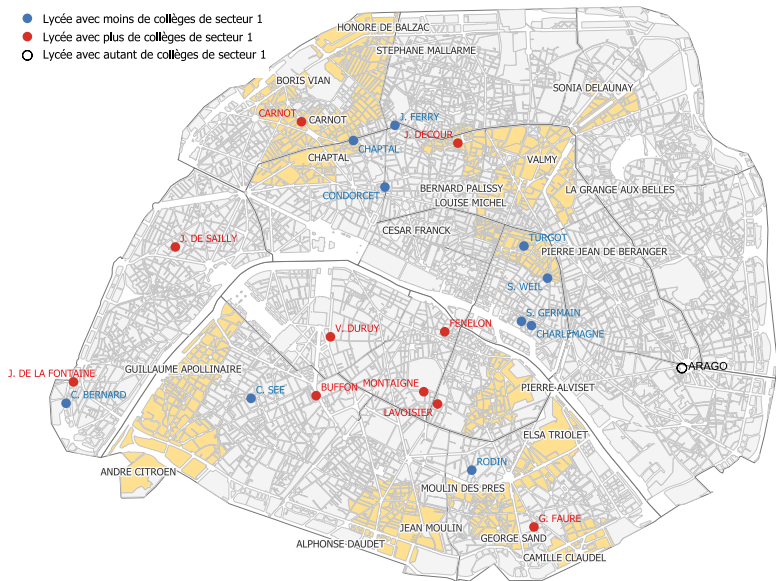 Lycée avec moins de collèges de secteur 1
Lycée avec plus de collèges de secteur 1
Lycée avec autant de collèges de secteur 1
HONORE DE BALZAC
STEPHANE MALLARME
BORIS VIAN
SONIA DELAUNAY
CARNOT
CARNOT
J. FERRY
J. DECOUR
CHAPTAL
CHAPTAL
VALMY
CONDORCET
BERNARD PALISSY
LA GRANGE AUX BELLES
LOUISE MICHEL
CESAR FRANCK
J. DE SAILLY
TURGOT
PIERRE JEAN DE BERANGER
S. WEIL
S. GERMAIN
V. DURUY
FENELON
CHARLEMAGNE
ARAGO
GUILLAUME APOLLINAIRE
J. DE LA FONTAINE
C. BERNARD
C. SEE
BUFFON
MONTAIGNE
PIERRE-ALVISET
LAVOISIER
ELSA TRIOLET
ANDRE CITROEN
RODIN
MOULIN DES PRES
G. FAURE
JEAN MOULIN
GEORGE SAND
ALPHONSE DAUDET
CAMILLE CLAUDEL